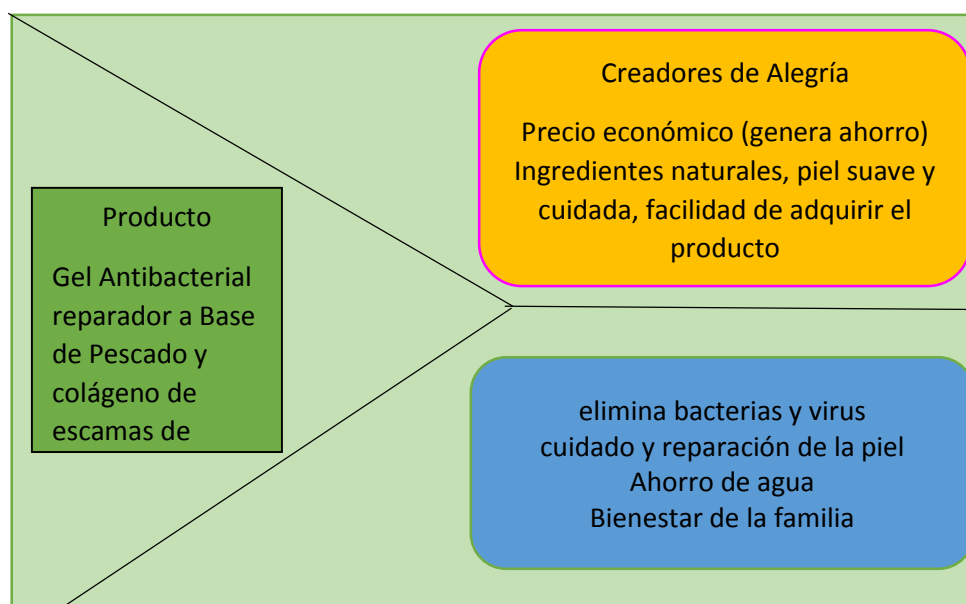 Creadores de Alegría
Precio económico (genera ahorro)
Ingredientes naturales, piel suave y
cuidada, facilidad de adquirir el
producto
Producto
Gel Antibacterial
reparador a Base
de Pescado y
colágeno de
escamas de
elimina bacterias y virus
cuidado y reparación de la piel
Ahorro de agua
Bienestar de la familia